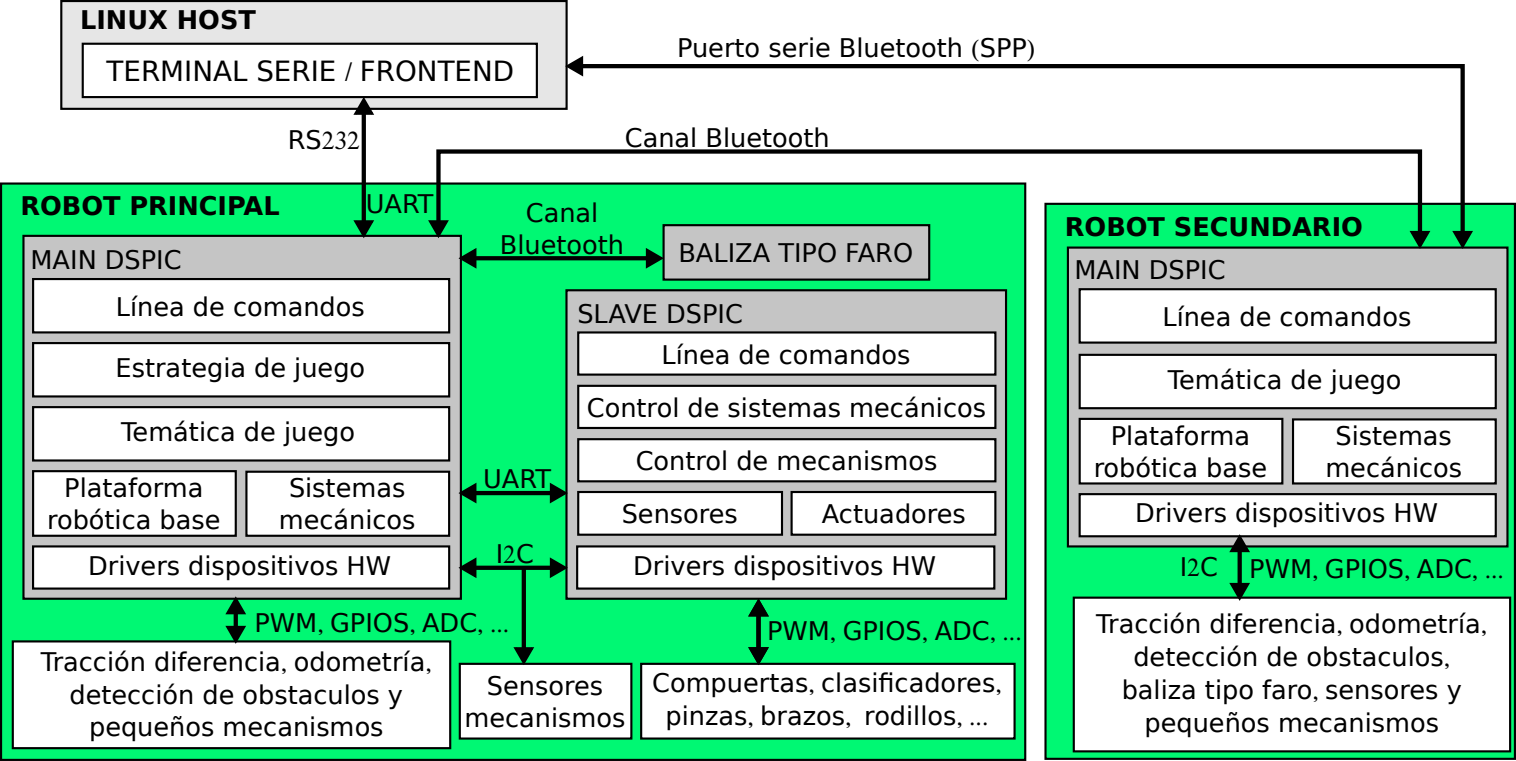 LINUX HOST
TERMINAL SERIE / FRONTEND
Puerto serie Bluetooth (SPP)
RS232
Canal Bluetooth
ROBOT PRINCIPAL
UART
Canal
Bluetooth
BALIZA TIPO FARO
MAIN DSPIC
Línea de comandos
Estrategia de juego
Temática de juego
Plataforma
robótica base
Sistemas
mecánicos
Drivers dispositivos HW
UART
I2C
SLAVE DSPIC
Línea de comandos
Control de sistemas mecánicos
Control de mecanismos
Sensores
Actuadores
Drivers dispositivos HW
PWM, GPIOS, ADC, ...
PWM, GPIOS, ADC, ...
Tracción diferencia, odometría,
detección de obstaculos y
pequeños mecanismos
Sensores
mecanismos
Compuertas, clasificadores,
pinzas, brazos, rodillos, ...
ROBOT SECUNDARIO
MAIN DSPIC
Línea de comandos
Temática de juego
Plataforma
robótica base
Sistemas
mecánicos
Drivers dispositivos HW
I2C
PWM, GPIOS, ADC, ...
Tracción diferencia, odometría,
detección de obstaculos,
baliza tipo faro, sensores y
pequeños mecanismos